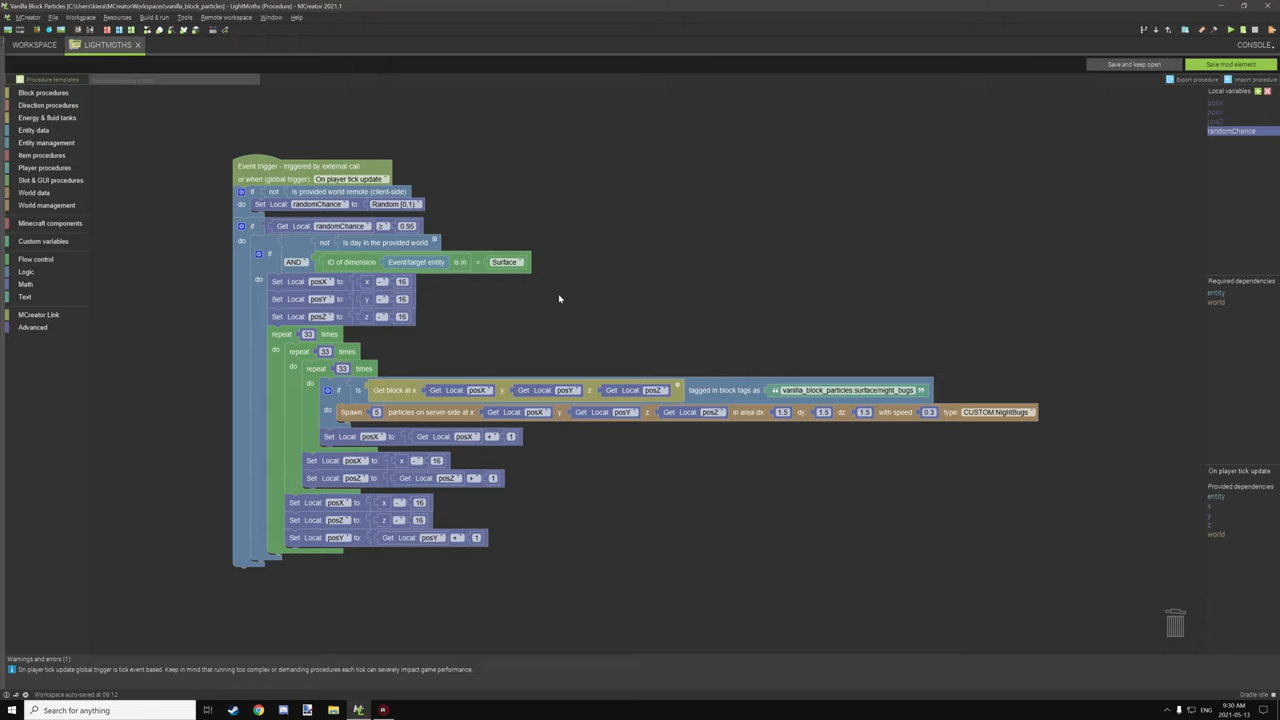 Vanilla Block Particles [C:\Users\kiera\MCreatorWorkspaces\vanilla_block_particles] - LightMoths (Procedure) - MCreator 2021.1
MCreator File Workspace Resources Build & run Tools Remote workspace Window Help
WORKSPACE LIGHTMOTHS × CONSOLE_
Save and keep open Save mod element
Procedure templates Export procedure Import procedure
Block procedures
Direction procedures
Energy & fluid tanks
Entity data
Entity management
Item procedures
Player procedures
Slot & GUI procedures
World data
World management
Minecraft components
Custom variables
Flow control
Logic
Math
Text
MCreator Link
Advanced
Event trigger - triggered by external call
or when (global trigger): On player tick update
if not Is provided world remote (client-side)
do Set Local: randomChance to: Random [0,1)
if Get Local: randomChance ≥ 0.95
do not Is day in the provided world
if AND ID of dimension Event/target entity is in = Surface
do Set Local: posX to: x - 16
Set Local: posY to: y - 16
Set Local: posZ to: z - 16
repeat 33 times
do repeat 33 times
do repeat 33 times
do if Is Get block at x: Get Local: posX y: Get Local: posY z: Get Local: posZ tagged in block tags as “ vanilla_block_particles:surface/night_bugs ”
do Spawn 5 particles on server-side at x: Get Local: posX y: Get Local: posY z: Get Local: posZ in area dx: 1.5 dy: 1.5 dz: 1.5 with speed 0.3 type: CUSTOM:NightBugs
Set Local: posX to: Get Local: posX + 1
Set Local: posX to: x - 16
Set Local: posZ to: Get Local: posZ + 1
Set Local: posX to: x - 16
Set Local: posZ to: z - 16
Set Local: posY to: Get Local: posY + 1
Local variables
posX
posY
posZ
randomChance
Required dependencies
entity
world
On player tick update
Provided dependencies
entity
x
y
z
world
Warnings and errors (1):
On player tick update global trigger is tick event based. Keep in mind that running too complex or demanding procedures each tick can severely impact game performance.
Workspace auto-saved at 09:12 Gradle idle
Search for anything
ENG
9:30 AM
2021-05-13